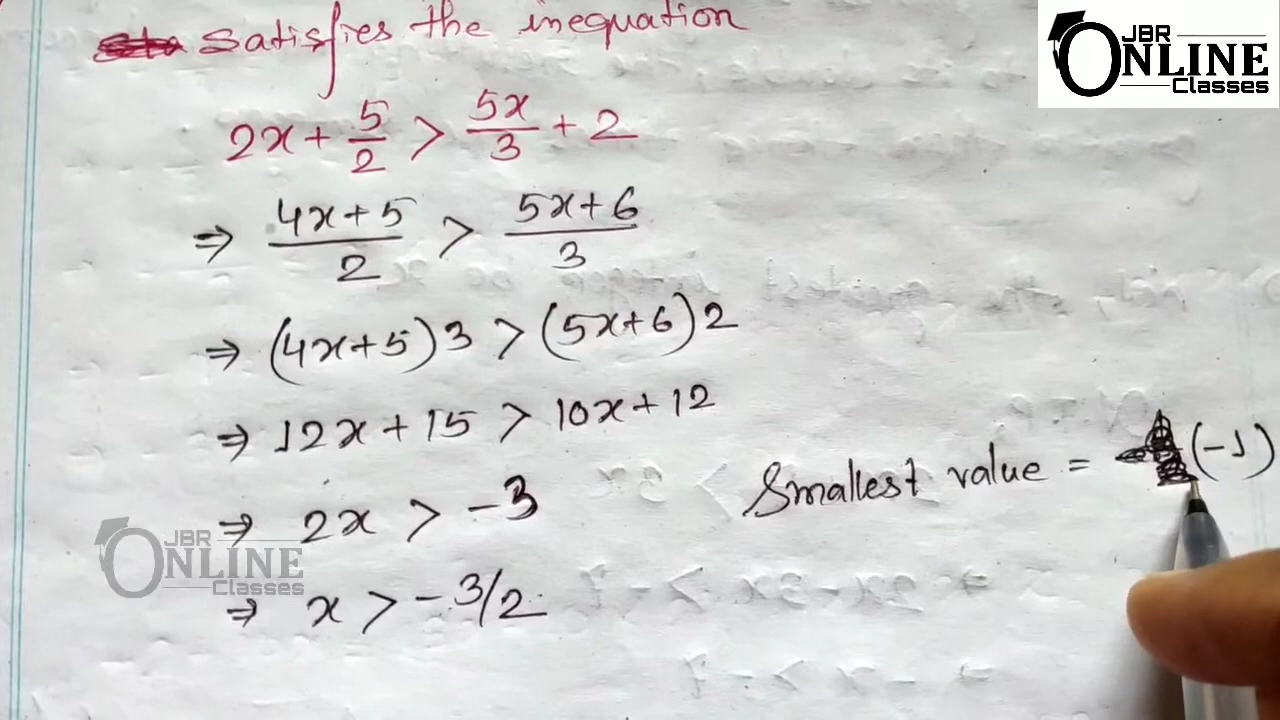 satisfies the inequation
2x + 5/2 > 5x/3 + 2
⇒ (4x+5)/2 > (5x+6)/3
⇒ (4x+5)3 > (5x+6)2
⇒ 12x + 15 > 10x + 12
⇒ 2x > -3
⇒ x > -3/2
Smallest value = (-1)
JBR
ONLINE
Classes
JBR
ONLINE
Classes